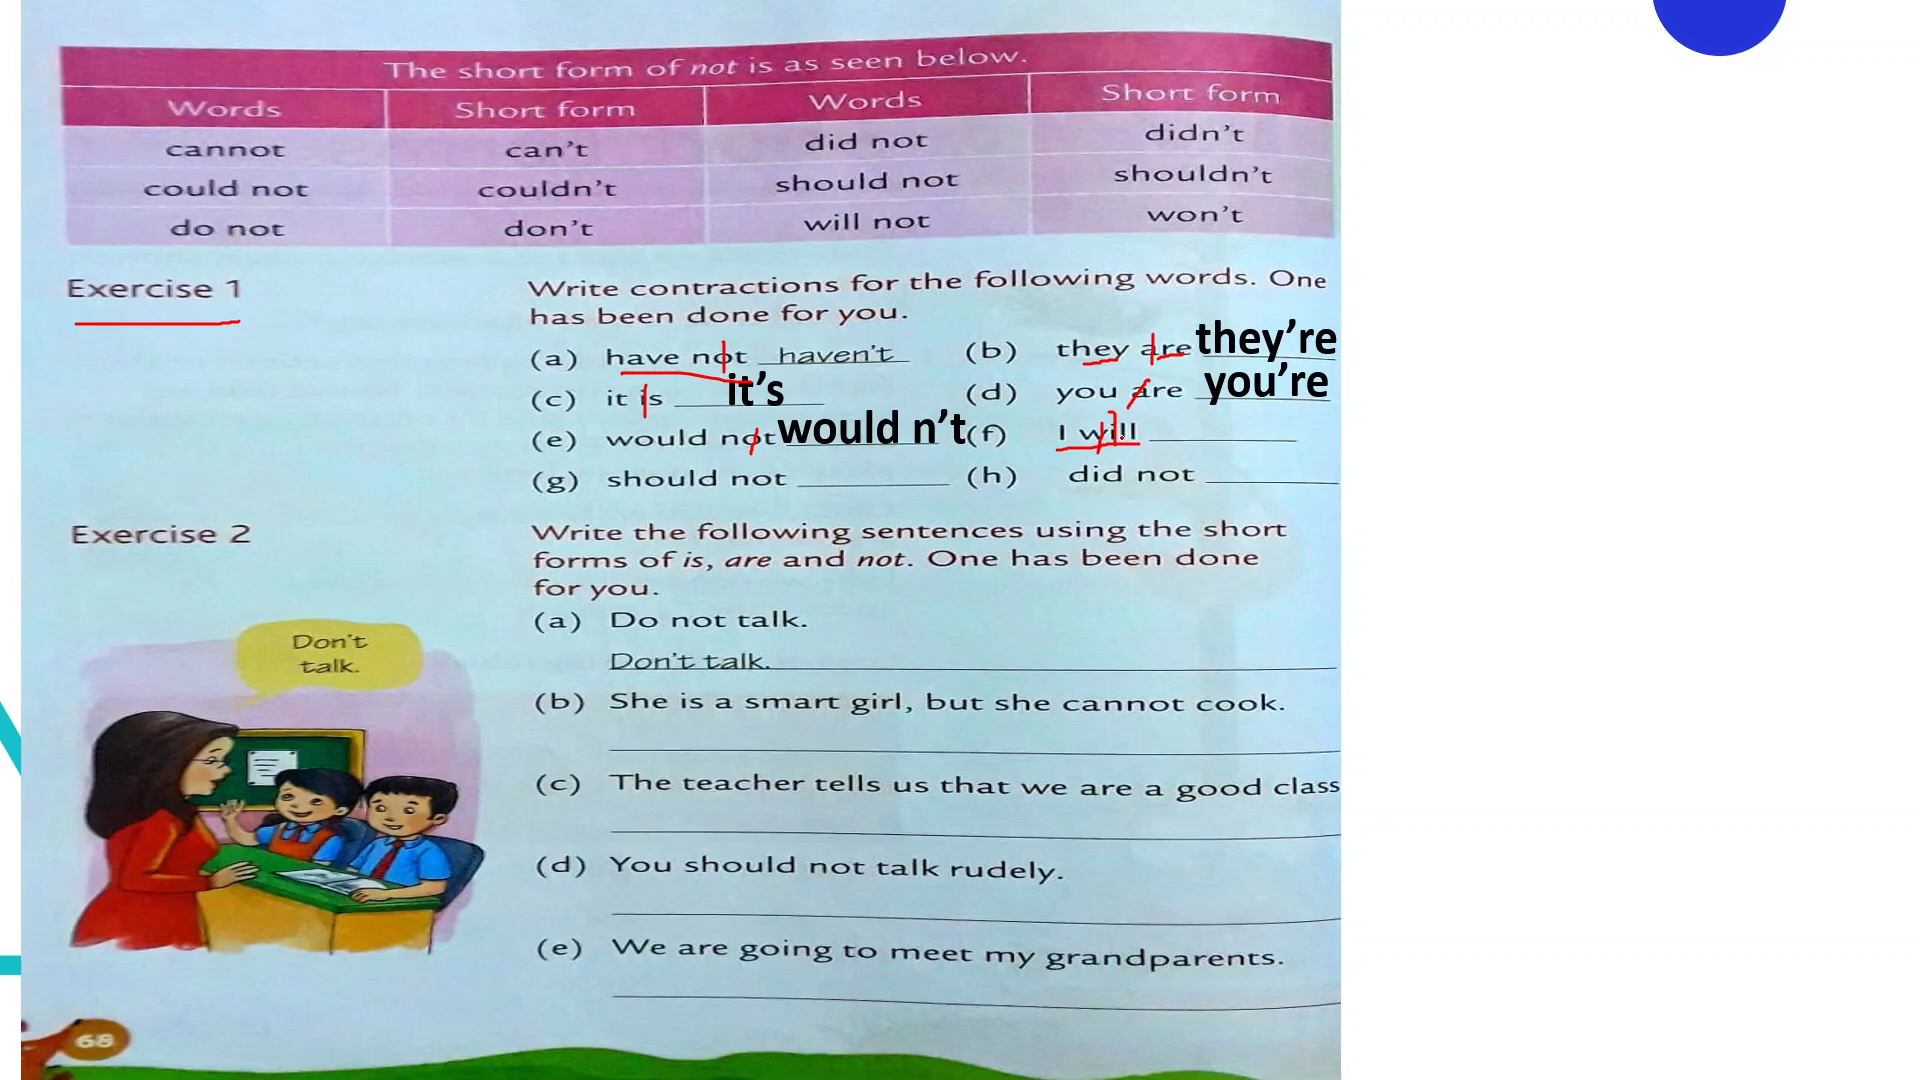 The short form of not is as seen below.
Words Short form Words Short form
cannot can't did not didn't
could not couldn't should not shouldn't
do not don't will not won't
Exercise 1
Write contractions for the following words. One
has been done for you.
(a) have not haven't (b) they are they're
(c) it is it's (d) you are you're
(e) would not would n't (f) I will
(g) should not (h) did not
Exercise 2
Write the following sentences using the short
forms of is, are and not. One has been done
for you.
(a) Do not talk.
Don't talk.
Don't
talk.
(b) She is a smart girl, but she cannot cook.
(c) The teacher tells us that we are a good class
(d) You should not talk rudely.
(e) We are going to meet my grandparents.
68